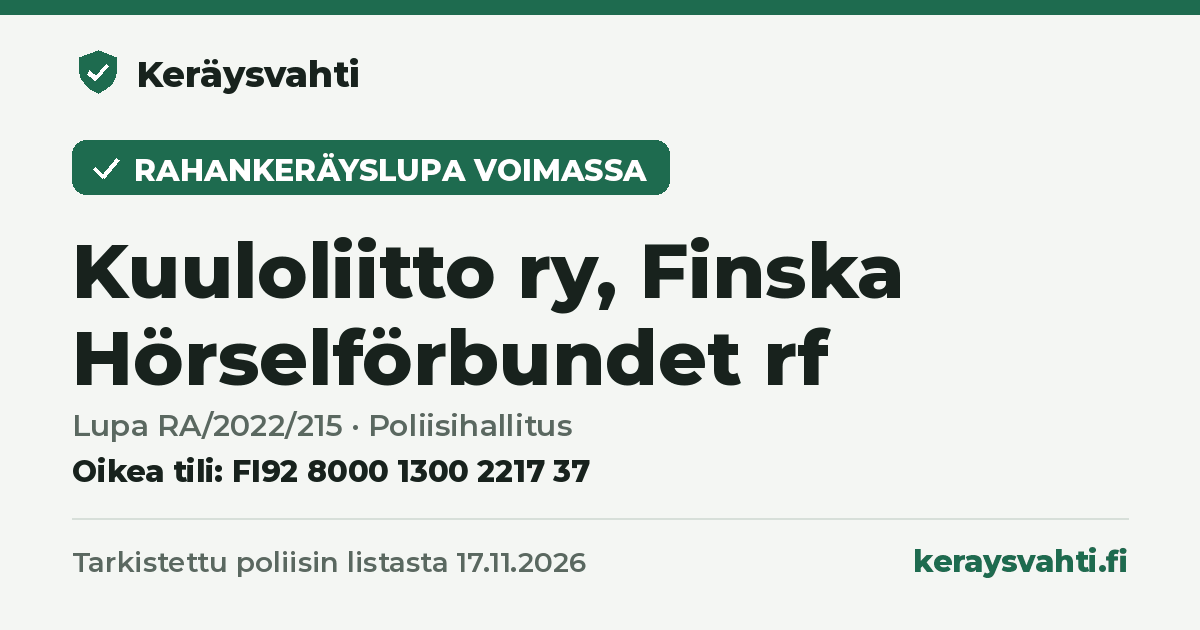 Keräysvahti
RAHANKERÄYSLUPA VOIMASSA
Kuuloliitto ry, Finska
Hörselförbundet rf
Lupa RA/2022/215 · Poliisihallitus
Oikea tili: FI92 8000 1300 2217 37
Tarkistettu poliisin listasta 17.11.2026
keraysvahti.fi